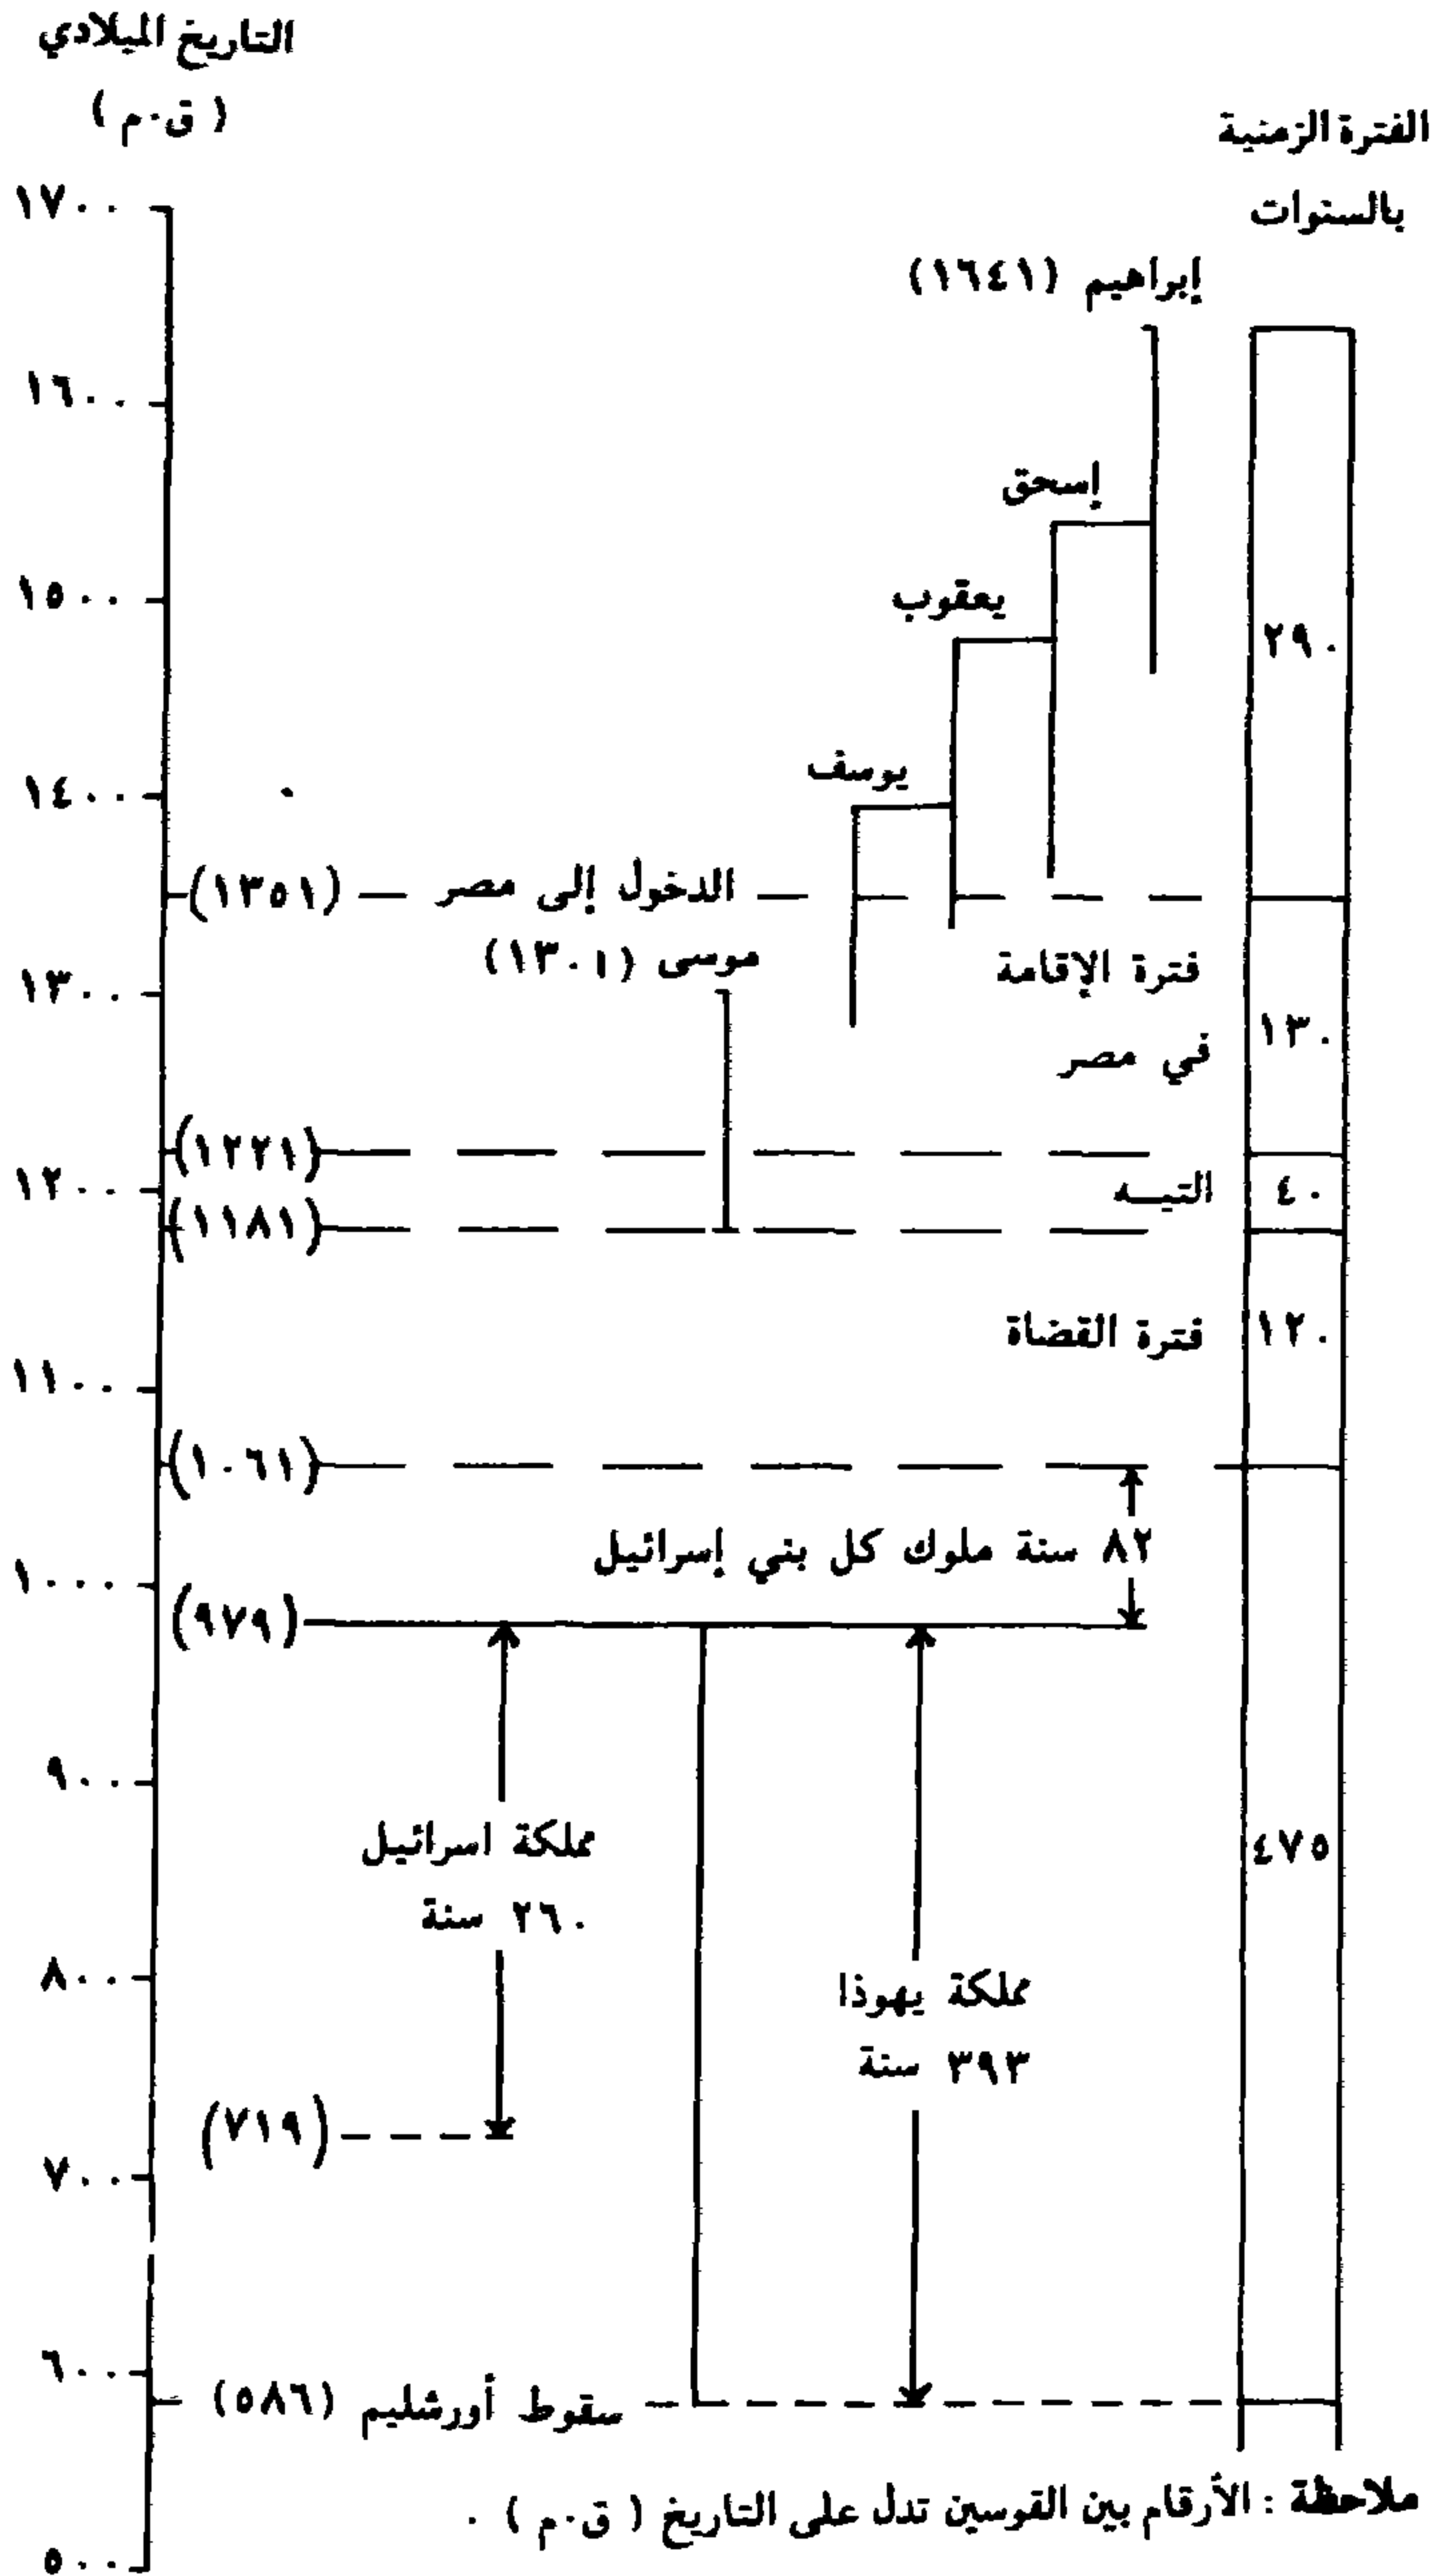 التاريخ الميلادي
( ق.م )
الفترة الزمنية
بالسنوات
١٧٠٠
إبراهيم (١٦٤١)
١٦٠٠
إسحق
١٥٠٠
يعقوب
٢٩٠
يوسف
١٤٠٠
(١٣٥١) الدخول إلى مصر
موسى (١٣٠١)
فترة الإقامة
١٣٠٠
في مصر
١٣٠
(١٢٢١)
١٢٠٠
التيـــه
٤٠
(١١٨١)
فترة القضاة
١٢٠
١١٠٠
(١٠٦١)
٨٢ سنة ملوك كل بني إسرائيل
١٠٠٠
(٩٧٩)
٩٠٠
مملكة اسرائيل
٢٦٠ سنة
٤٧٥
٨٠٠
مملكة يهوذا
٣٩٣ سنة
(٧١٩)
٧٠٠
٦٠٠
سقوط أورشليم (٥٨٦)
ملاحظة : الأرقام بين القوسين تدل على التاريخ ( ق.م ) .
٥٠٠